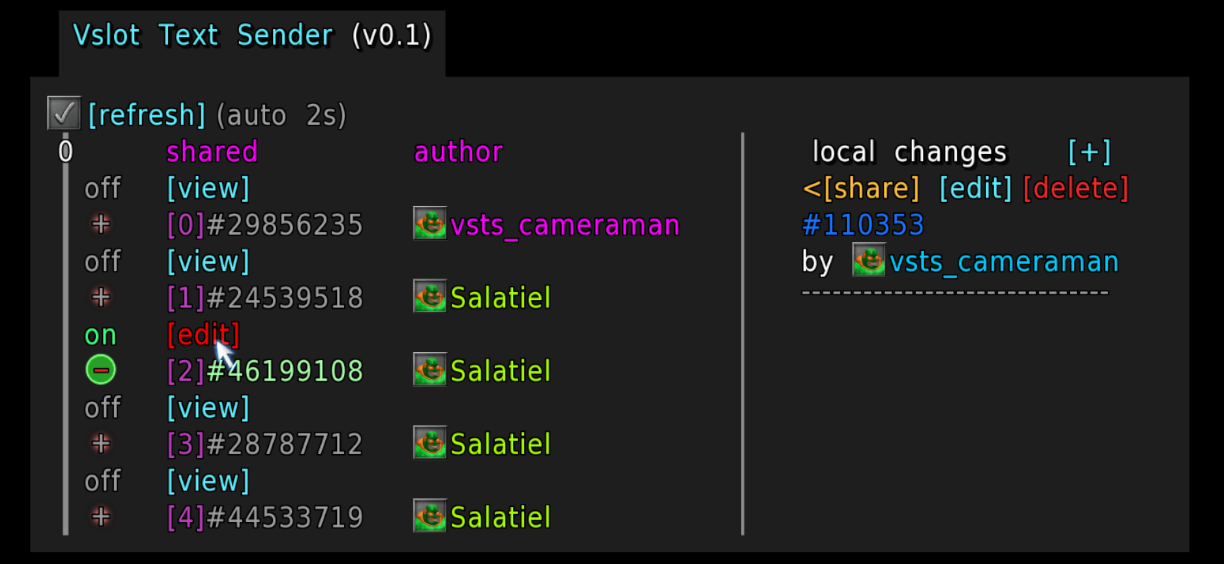 Vslot Text Sender (v0.1)
[refresh] (auto 2s)
0 shared author local changes [+]
off [view] <[share] [edit] [delete]
[0]#29856235 vsts_cameraman #110353
off [view] by vsts_cameraman
[1]#24539518 Salatiel ------------------------------
on [edit]
[2]#46199108 Salatiel
off [view]
[3]#28787712 Salatiel
off [view]
[4]#44533719 Salatiel